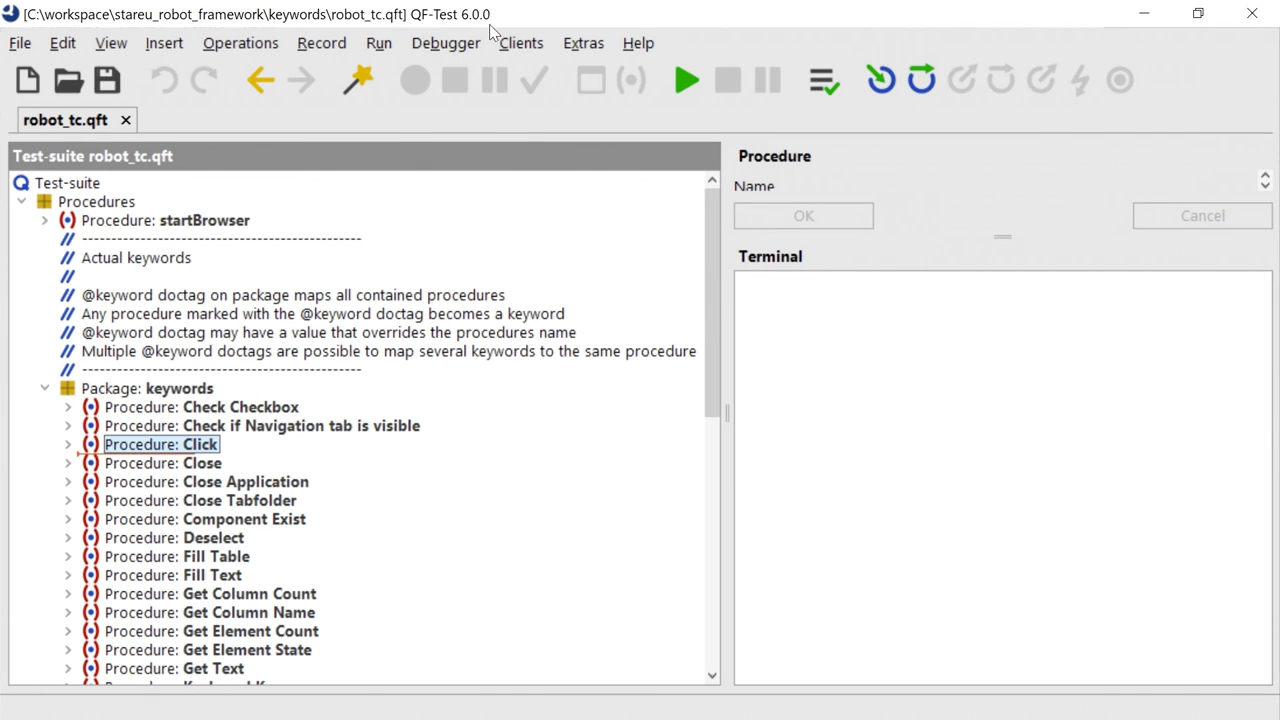 [C:\workspace\stareu_robot_framework\keywords\robot_tc.qft] QF-Test 6.0.0
File Edit View Insert Operations Record Run Debugger Clients Extras Help
robot_tc.qft
Test-suite robot_tc.qft
Test-suite
Procedures
Procedure: startBrowser
// -----------------------------------------------
// Actual keywords
//
// @keyword doctag on package maps all contained procedures
// Any procedure marked with the @keyword doctag becomes a keyword
// @keyword doctag may have a value that overrides the procedures name
// Multiple @keyword doctags are possible to map several keywords to the same procedure
// -----------------------------------------------
Package: keywords
Procedure: Check Checkbox
Procedure: Check if Navigation tab is visible
Procedure: Click
Procedure: Close
Procedure: Close Application
Procedure: Close Tabfolder
Procedure: Component Exist
Procedure: Deselect
Procedure: Fill Table
Procedure: Fill Text
Procedure: Get Column Count
Procedure: Get Column Name
Procedure: Get Element Count
Procedure: Get Element State
Procedure: Get Text
Procedure
Name
OK Cancel
Terminal